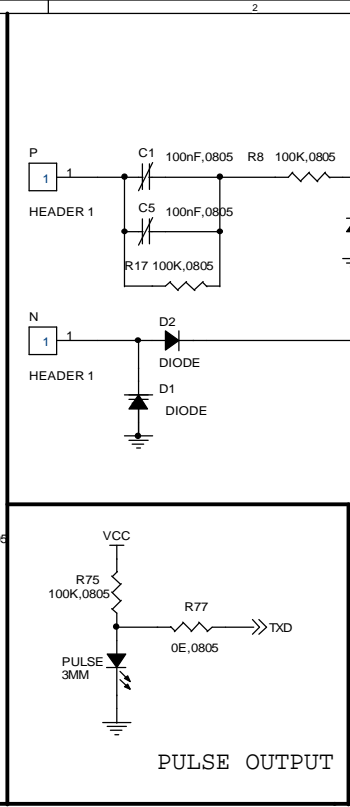 2
P
C1 100nF,0805 R8 100K,0805
1 1
HEADER 1
C5 100nF,0805
R17 100K,0805
N
D2
1 1
DIODE
HEADER 1
D1
DIODE
5
VCC
R75
100K,0805
R77
TXD
0E,0805
PULSE
3MM
PULSE OUTPUT